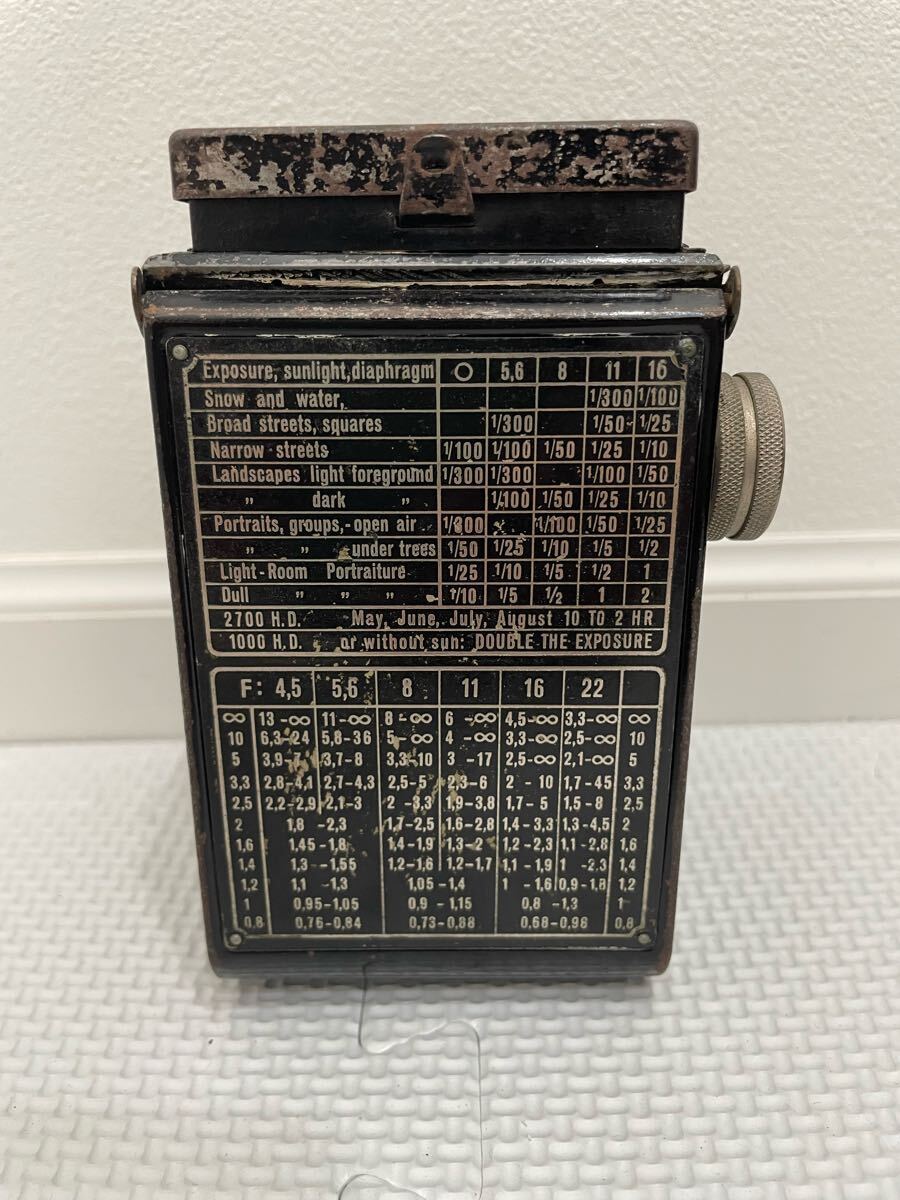 Exposure, sunlight, diaphragm O 5,6 8 11 16
Snow and water, 1/300 1/100
Broad streets, squares 1/300 1/50 1/25
Narrow streets 1/100 1/100 1/50 1/25 1/10
Landscapes light foreground 1/300 1/300 1/100 1/50
" dark " 1/100 1/50 1/25 1/10
Portraits, groups,- open air 1/300 1/100 1/50 1/25
" " under trees 1/50 1/25 1/10 1/5 1/2
Light-Room Portraiture 1/25 1/10 1/5 1/2 1
Dull " " " 1/10 1/5 1/2 1 2
2700 H.D. May, June, July, August 10 TO 2 HR
1000 H.D. or without sun: DOUBLE THE EXPOSURE
F: 4,5 5,6 8 11 16 22
∞ 13-∞ 11-∞ 8-∞ 6-∞ 4,5-∞ 3,3-∞ ∞
10 6,3-24 5,8-36 5-∞ 4-∞ 3,3-∞ 2,5-∞ 10
5 3,9-7 3,7-8 3,3-10 3-17 2,5-∞ 2,1-∞ 5
3,3 2,8-4,1 2,7-4,3 2,5-5 2,3-6 2-10 1,7-45 3,3
2,5 2,2-2,9 2,1-3 2-3,3 1,9-3,8 1,7-5 1,5-8 2,5
2 1,8-2,3 1,7-2,5 1,6-2,8 1,4-3,3 1,3-4,5 2
1,6 1,45-1,8 1,4-1,9 1,3-2 1,2-2,3 1,1-2,8 1,6
1,4 1,3-1,55 1,2-1,6 1,2-1,7 1,1-1,9 1-2,3 1,4
1,2 1,1-1,3 1,05-1,4 1-1,6 0,9-1,8 1,2
1 0,95-1,05 0,9-1,15 0,8-1,3 1
0,8 0,76-0,84 0,73-0,88 0,68-0,98 0,8